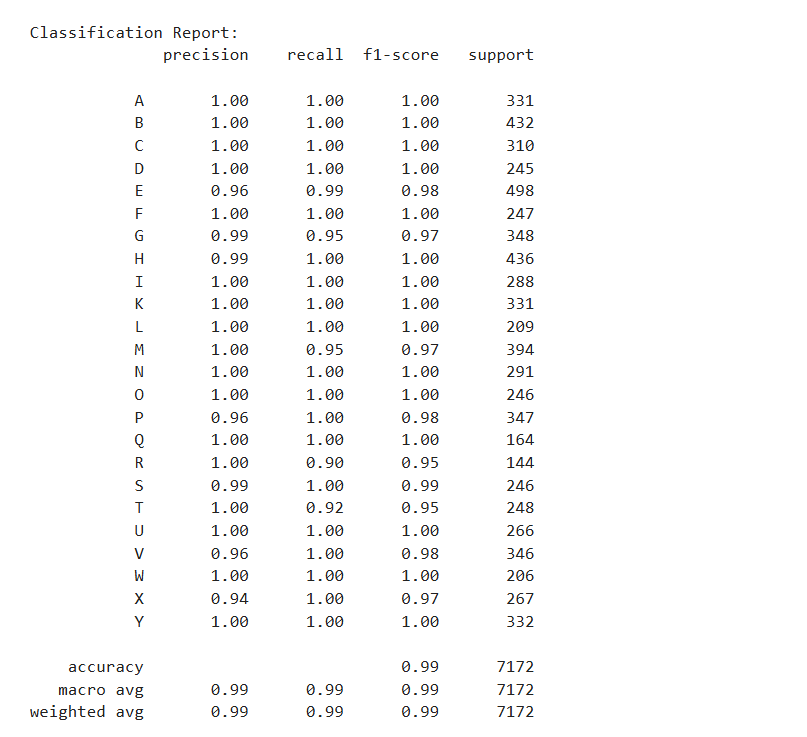 Classification Report:
precision recall f1-score support
A 1.00 1.00 1.00 331
B 1.00 1.00 1.00 432
C 1.00 1.00 1.00 310
D 1.00 1.00 1.00 245
E 0.96 0.99 0.98 498
F 1.00 1.00 1.00 247
G 0.99 0.95 0.97 348
H 0.99 1.00 1.00 436
I 1.00 1.00 1.00 288
K 1.00 1.00 1.00 331
L 1.00 1.00 1.00 209
M 1.00 0.95 0.97 394
N 1.00 1.00 1.00 291
O 1.00 1.00 1.00 246
P 0.96 1.00 0.98 347
Q 1.00 1.00 1.00 164
R 1.00 0.90 0.95 144
S 0.99 1.00 0.99 246
T 1.00 0.92 0.95 248
U 1.00 1.00 1.00 266
V 0.96 1.00 0.98 346
W 1.00 1.00 1.00 206
X 0.94 1.00 0.97 267
Y 1.00 1.00 1.00 332
accuracy 0.99 7172
macro avg 0.99 0.99 0.99 7172
weighted avg 0.99 0.99 0.99 7172